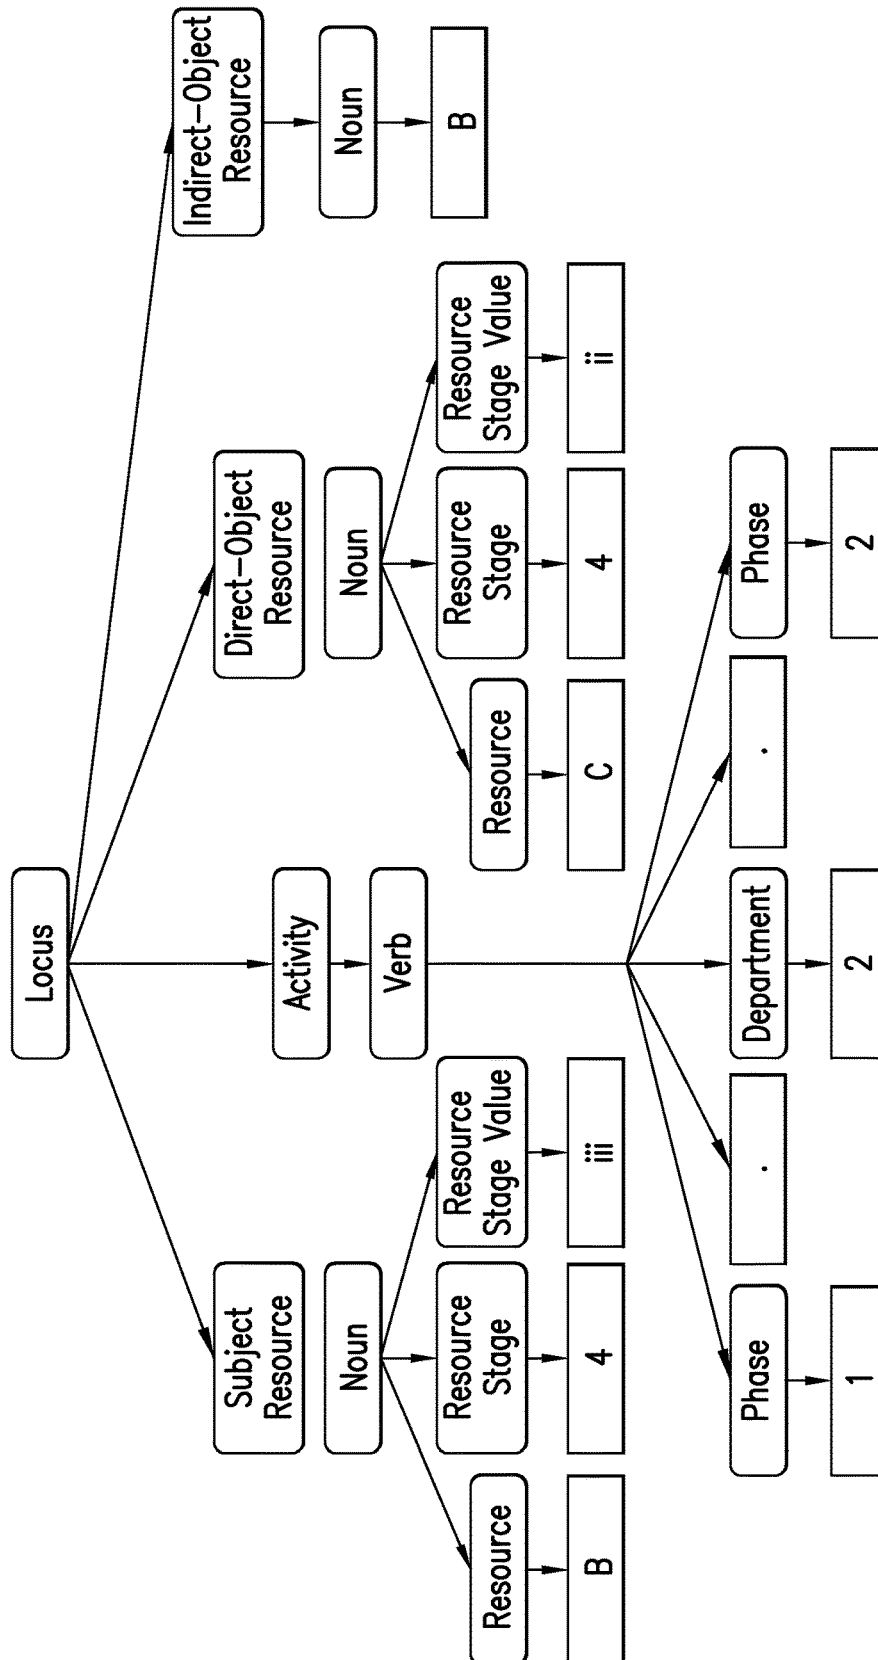 Locus
Subject
Resource
Activity
Direct-Object
Resource
Indirect-Object
Resource
Noun
Verb
Noun
Noun
Resource
Resource
Stage
Resource
Stage Value
Resource
Resource
Stage
Resource
Stage Value
B
B
4
iii
C
4
ii
Phase
.
Department
.
Phase
1
2
2